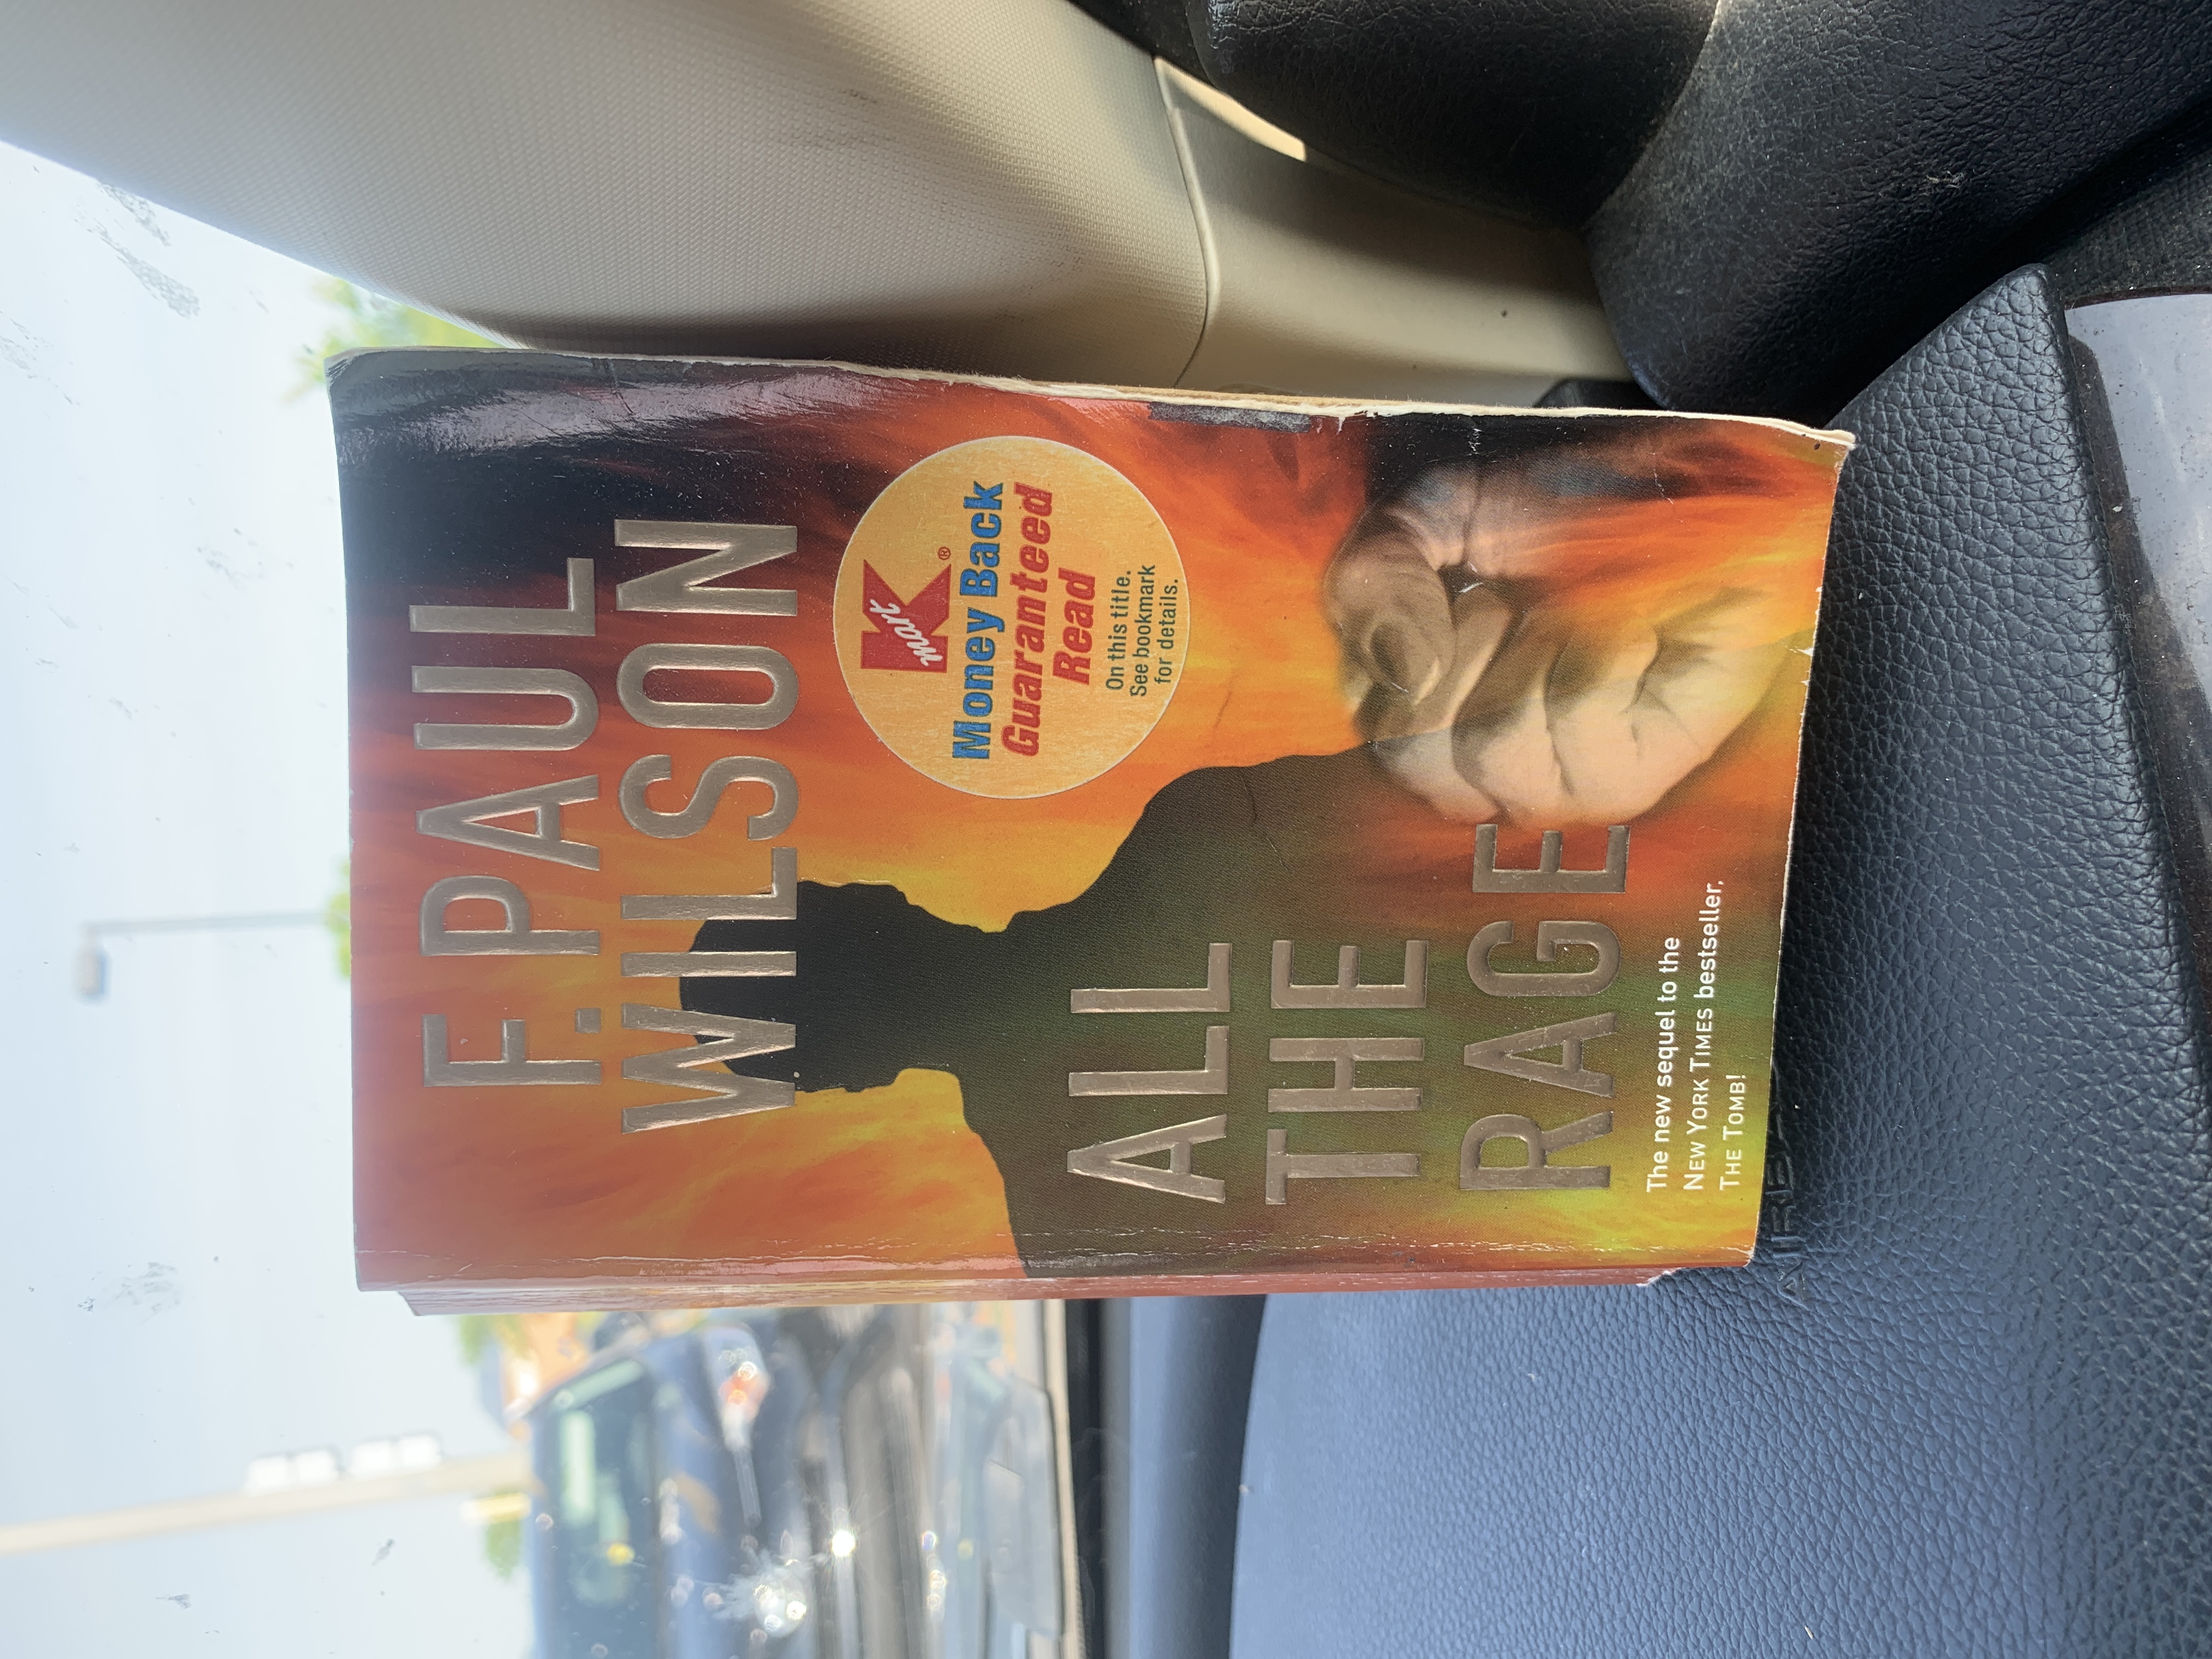 F. PAUL
WILSON
Kmart®
Money Back
Guaranteed
Read
On this title.
See bookmark
for details.
ALL
THE
RAGE
The new sequel to the
NEW YORK TIMES bestseller,
THE TOMB!